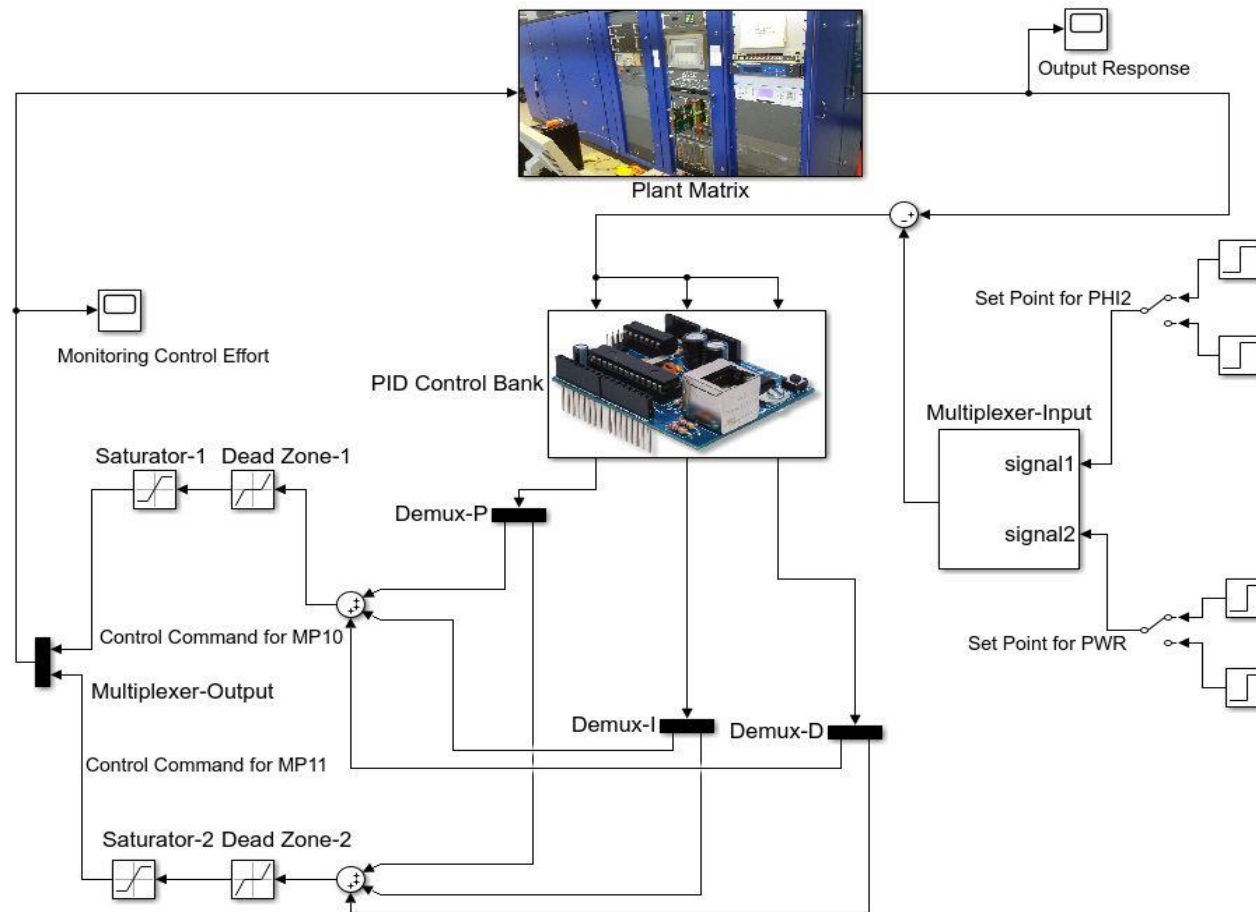 Output Response
Plant Matrix
Set Point for PHI2
Monitoring Control Effort
PID Control Bank
Multiplexer-Input
signal1
signal2
Saturator-1
Dead Zone-1
Demux-P
Control Command for MP10
Set Point for PWR
Multiplexer-Output
Demux-I
Demux-D
Control Command for MP11
Saturator-2
Dead Zone-2